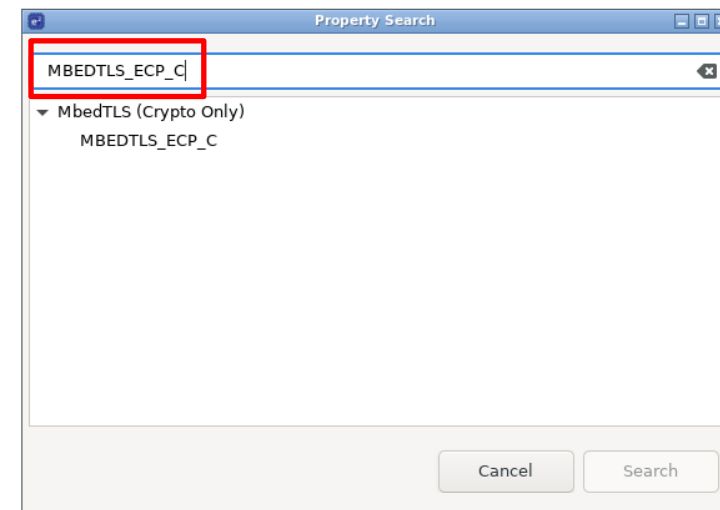 Property Search
MBEDTLS_ECP_C
MbedTLS (Crypto Only)
MBEDTLS_ECP_C
Cancel
Search